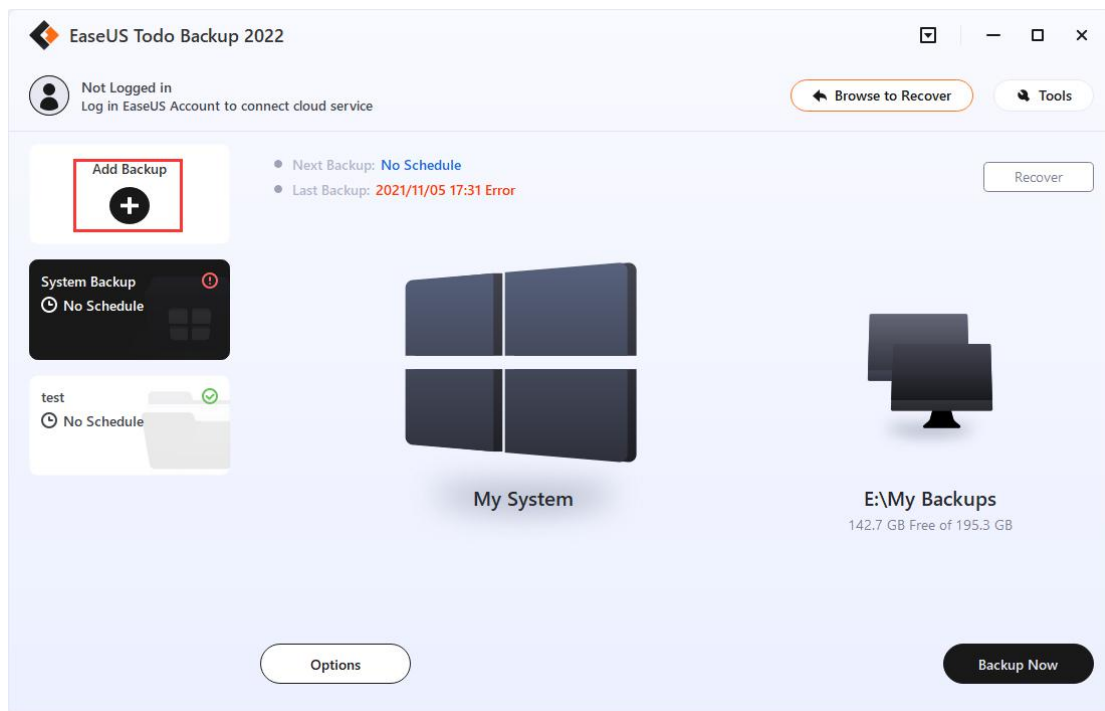 EaseUS Todo Backup 2022
Not Logged in
Log in EaseUS Account to connect cloud service
Browse to Recover
Tools
Add Backup
Next Backup: No Schedule
Last Backup: 2021/11/05 17:31 Error
Recover
System Backup
No Schedule
test
No Schedule
My System
E:\My Backups
142.7 GB Free of 195.3 GB
Options
Backup Now